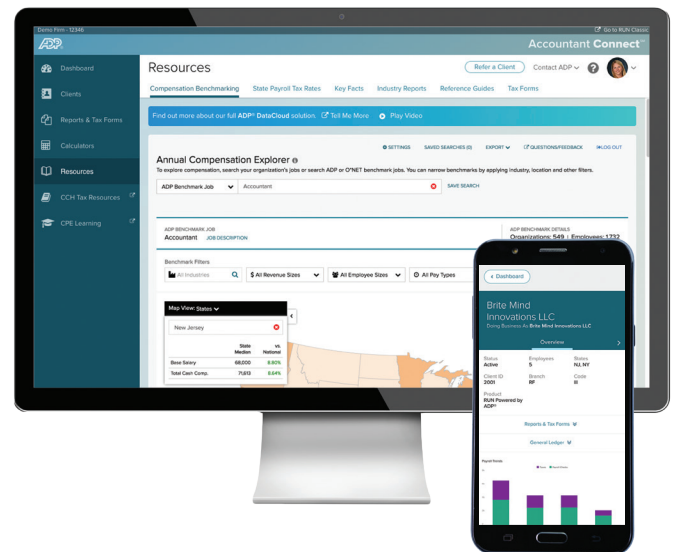 Demo Firm - 12346
Go to RUN Classic
ADP
Accountant Connect™
Dashboard
Clients
Reports & Tax Forms
Calculators
Resources
CCH Tax Resources
CPE Learning
Resources
Refer a Client
Contact ADP
Compensation Benchmarking State Payroll Tax Rates Key Facts Industry Reports Reference Guides Tax Forms
Find out more about our full ADP® DataCloud solution. Tell Me More Play Video
SETTINGS SAVED SEARCHES (0) EXPORT QUESTIONS/FEEDBACK LOG OUT
Annual Compensation Explorer
To explore compensation, search your organization's jobs or search ADP or O*NET benchmark jobs. You can narrow benchmarks by applying industry, location and other filters.
ADP Benchmark Job Accountant SAVE SEARCH
ADP BENCHMARK JOB
Accountant JOB DESCRIPTION
ADP BENCHMARK DETAILS
Organizations: 549 | Employees: 1,732
Benchmark Filters
All Industries $ All Revenue Sizes All Employee Sizes All Pay Types
Map View: States
New Jersey
State Median vs. National
Base Salary 68,000 6.80%
Total Cash Comp. 71,613 8.64%
Dashboard
Brite Mind
Innovations LLC
Doing Business As Brite Mind Innovations LLC
Overview
Status Employees States
Active 5 NJ, NY
Client ID Branch Code
2001 RF III
Product
RUN Powered by
ADP®
Reports & Tax Forms
General Ledger
Payroll Trends